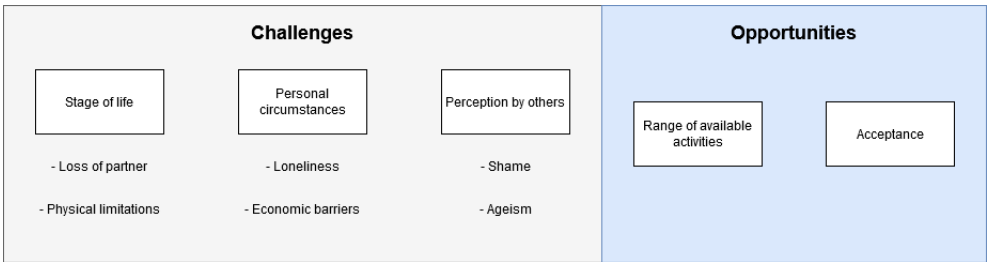 Challenges
Opportunities
Stage of life
Personal
circumstances
Perception by others
Range of available
activities
Acceptance
- Loss of partner
- Loneliness
- Shame
- Physical limitations
- Economic barriers
- Ageism